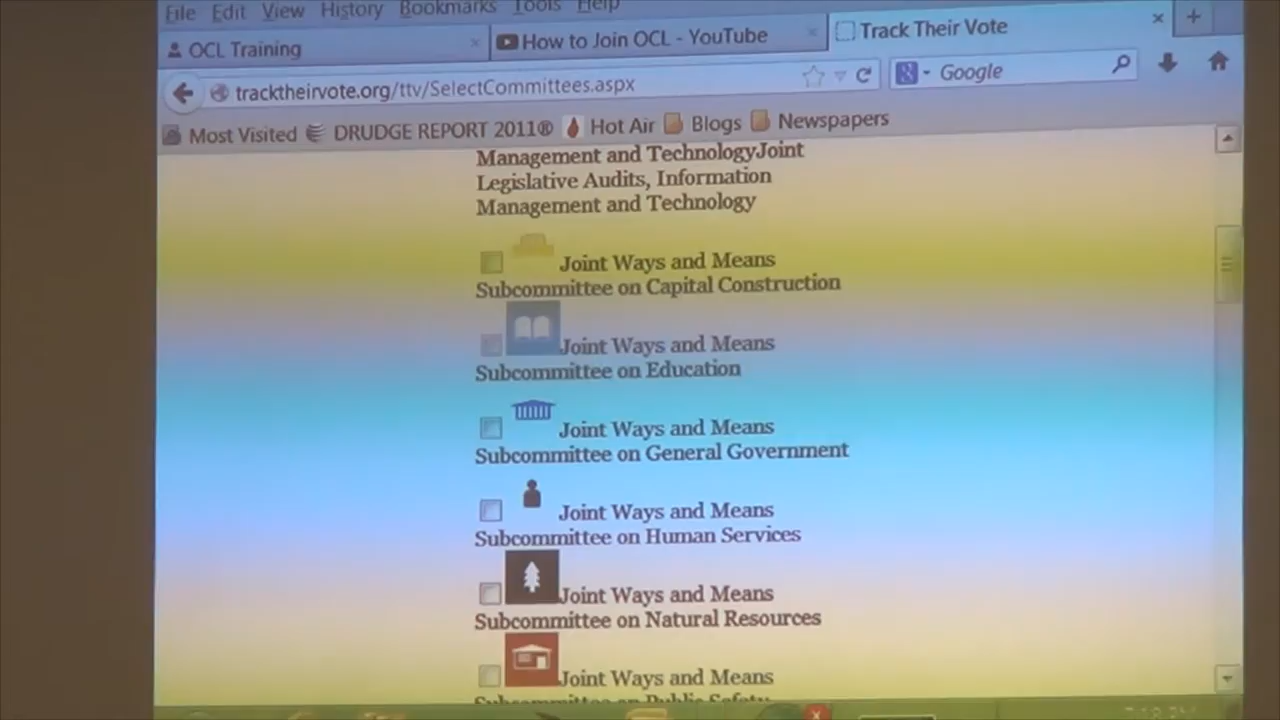 File Edit View History Bookmarks Tools Help
OCL Training
How to Join OCL - YouTube
Track Their Vote
tracktheirvote.org/ttv/SelectCommittees.aspx
Google
Most Visited DRUDGE REPORT 2011® Hot Air Blogs Newspapers
Management and TechnologyJoint
Legislative Audits, Information
Management and Technology
Joint Ways and Means
Subcommittee on Capital Construction
Joint Ways and Means
Subcommittee on Education
Joint Ways and Means
Subcommittee on General Government
Joint Ways and Means
Subcommittee on Human Services
Joint Ways and Means
Subcommittee on Natural Resources
Joint Ways and Means
Subcommittee on Public Safety